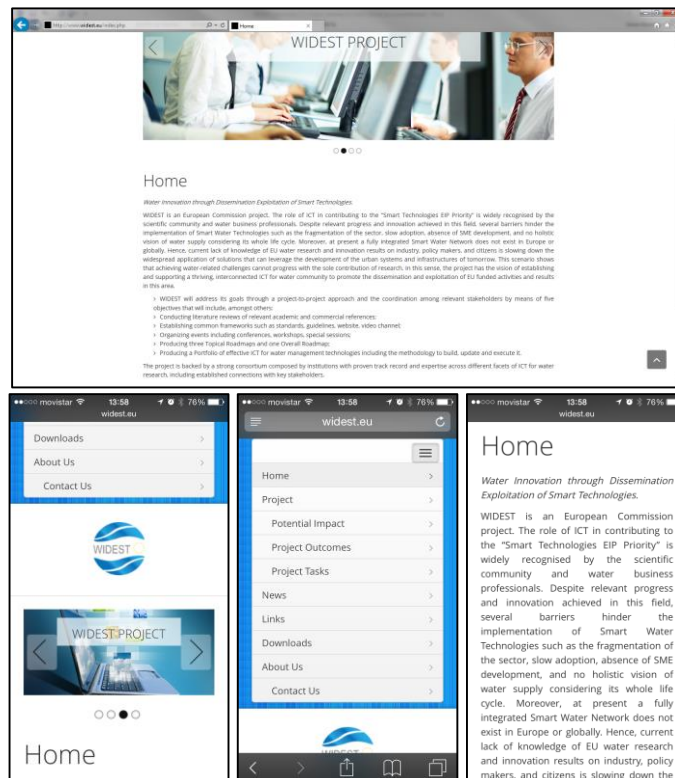 http://www.widest.eu/index.php
Home
WIDEST PROJECT
Home
Water Innovation through Dissemination Exploitation of Smart Technologies.
WIDEST is an European Commission project. The role of ICT in contributing to the "Smart Technologies EIP Priority" is widely recognised by the
scientific community and water business professionals. Despite relevant progress and innovation achieved in this field, several barriers hinder the
implementation of Smart Water Technologies such as the fragmentation of the sector, slow adoption, absence of SME development, and no holistic
vision of water supply considering its whole life cycle. Moreover, at present a fully integrated Smart Water Network does not exist in Europe or
globally. Hence, current lack of knowledge of EU water research and innovation results on industry, policy makers, and citizens is slowing down the
widespread application of solutions that can leverage the development of the urban systems and infrastructures of tomorrow. This scenario shows
that achieving water-related challenges cannot progress with the sole contribution of research, in this sense, the project has the vision of establishing
and supporting a thriving, interconnected ICT for water community to promote the dissemination and exploitation of EU funded activities and results
in this area.
> WIDEST will address its goals through a project-to-project approach and the coordination among relevant stakeholders by means of five
objectives that will include, amongst others:
> Conducting literature reviews of relevant academic and commercial references;
> Establishing common frameworks such as standards, guidelines, website, video channel;
> Organizing events including conferences, workshops, special sessions;
> Producing three Topical Roadmaps and one Overall Roadmap;
> Producing a Portfolio of effective ICT for water management technologies including the methodology to build, update and execute it.
The project is backed by a strong consortium composed by institutions with proven track record and expertise across different facets of ICT for water
research, including established connections with key stakeholders.
movistar 13:58 76%
widest.eu
Downloads
About Us
Contact Us
WIDEST
WIDEST PROJECT
Home
movistar 13:58 76%
widest.eu
Home
Project
Potential Impact
Project Outcomes
Project Tasks
News
Links
Downloads
About Us
Contact Us
WIDEST
movistar 13:58 76%
widest.eu
Home
Water Innovation through Dissemination
Exploitation of Smart Technologies.
WIDEST is an European Commission
project. The role of ICT in contributing to
the "Smart Technologies EIP Priority" is
widely recognised by the scientific
community and water business
professionals. Despite relevant progress
and innovation achieved in this field,
several barriers hinder the
implementation of Smart Water
Technologies such as the fragmentation of
the sector, slow adoption, absence of SME
development, and no holistic vision of
water supply considering its whole life
cycle. Moreover, at present a fully
integrated Smart Water Network does not
exist in Europe or globally. Hence, current
lack of knowledge of EU water research
and innovation results on industry, policy
makers, and citizens is slowing down the